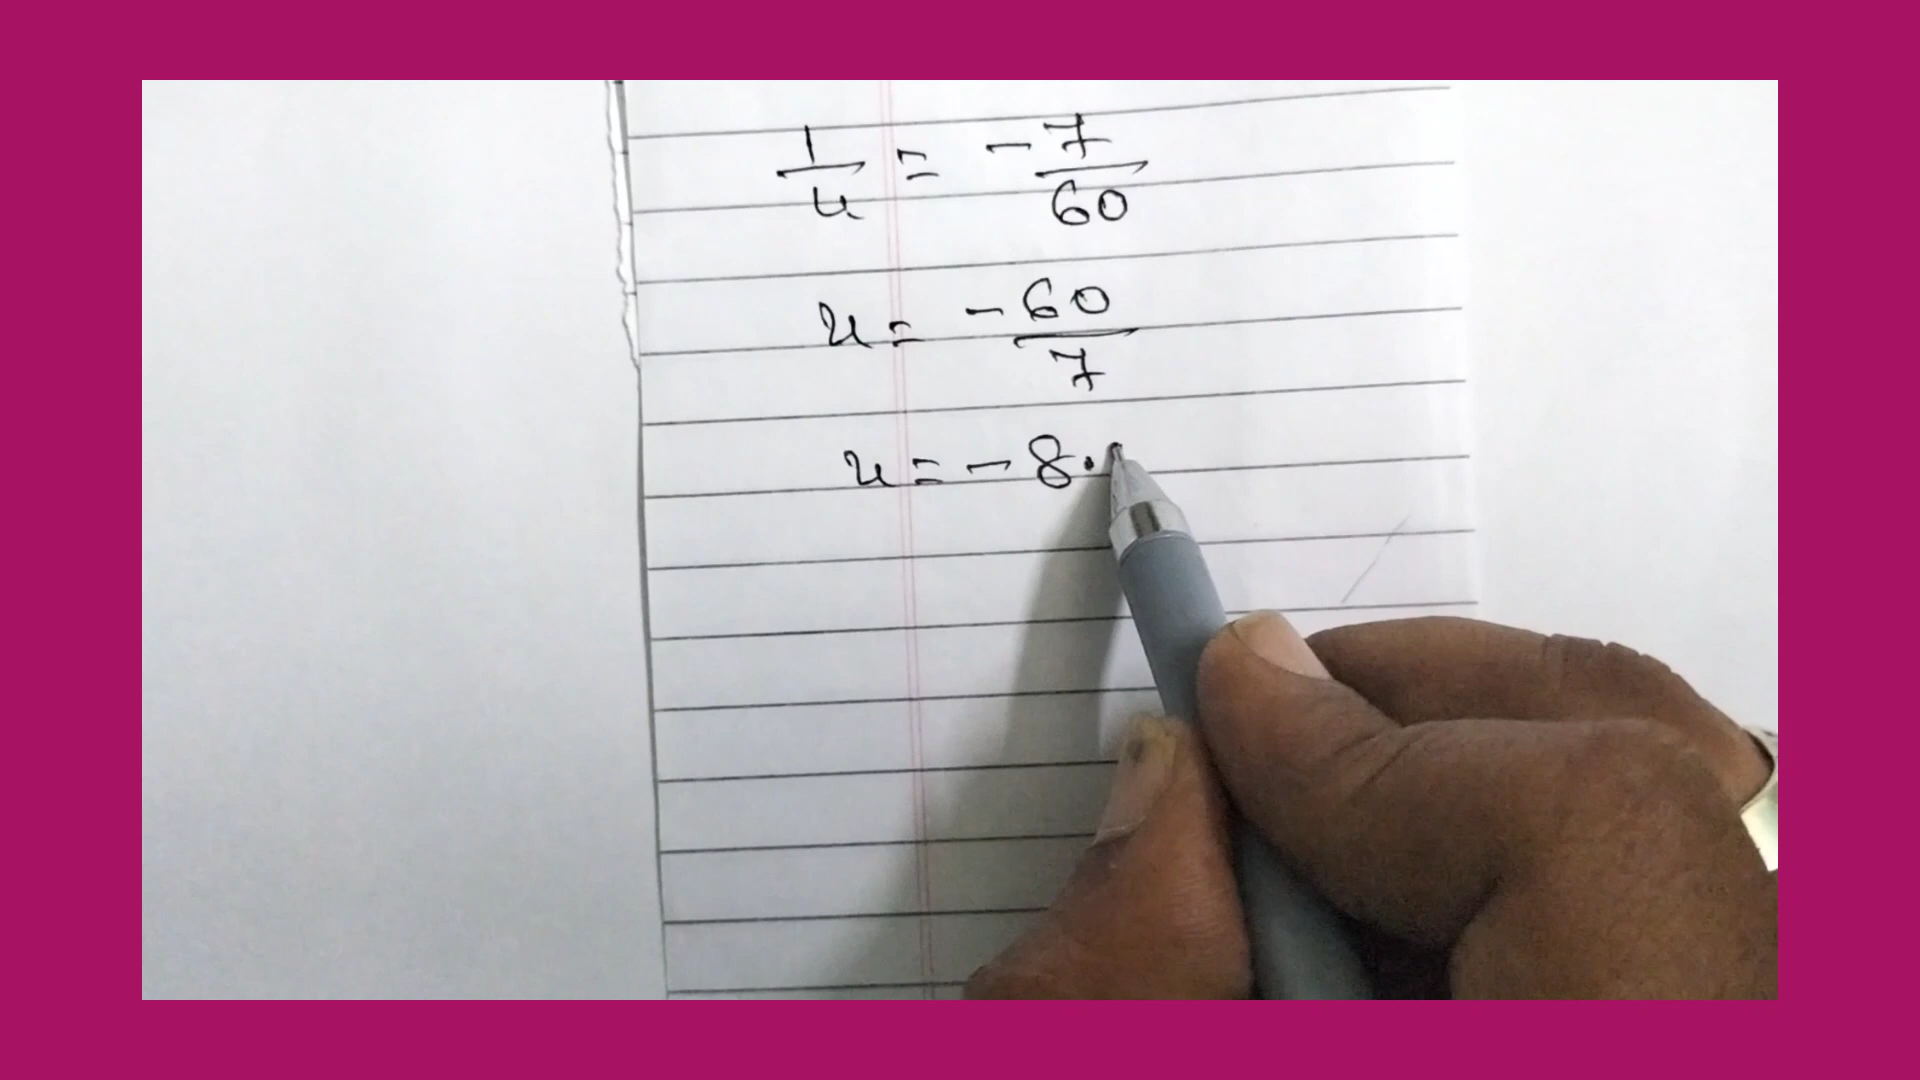 1/u = -7/60
u = -60/7
u = -8.